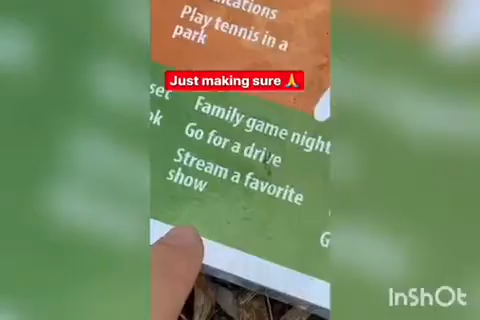 Play tennis in a
park
Just making sure 🙏
Family game night
Go for a drive
Stream a favorite
show
InShOt